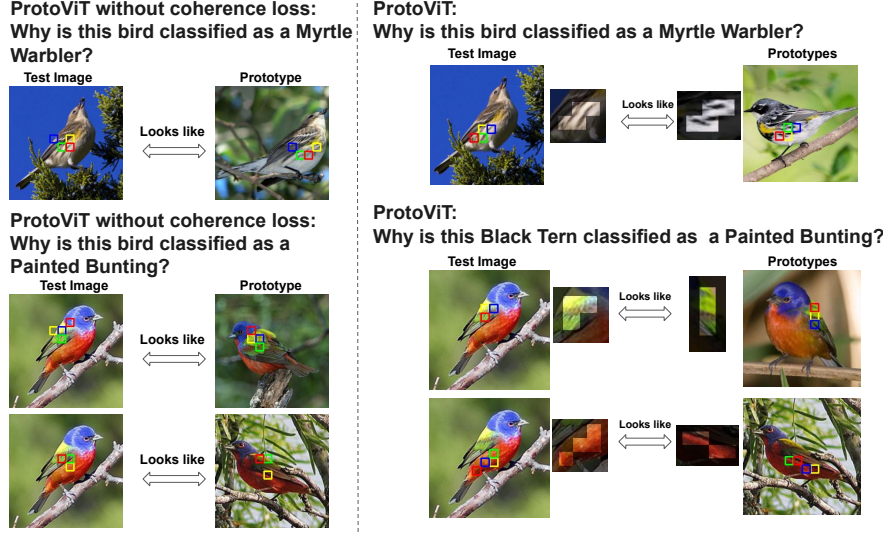 ProtoViT without coherence loss:
Why is this bird classified as a Myrtle
Warbler?
Test Image
Prototype
Looks like
ProtoViT without coherence loss:
Why is this bird classified as a
Painted Bunting?
Test Image
Prototype
Looks like
Looks like
ProtoViT:
Why is this bird classified as a Myrtle Warbler?
Test Image
Prototypes
Looks like
ProtoViT:
Why is this Black Tern classified as a Painted Bunting?
Test Image
Prototypes
Looks like
Looks like